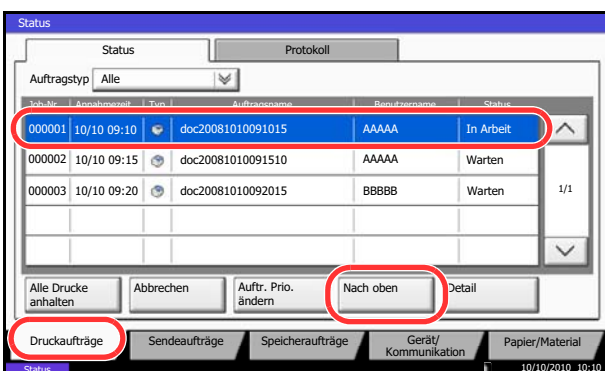 Status
Status Protokoll
Auftragstyp Alle
Job-Nr. Annahmezeit Typ Auftragsname Benutzername Status
000001 10/10 09:10 doc20081010091015 AAAAA In Arbeit
000002 10/10 09:15 doc20081010091510 AAAAA Warten
000003 10/10 09:20 doc20081010092015 BBBBB Warten
1/1
Alle Drucke anhalten Abbrechen Auftr. Prio. ändern Nach oben Detail
Druckaufträge Sendeaufträge Speicheraufträge Gerät/ Kommunikation Papier/Material
Status 10/10/2010 10:10